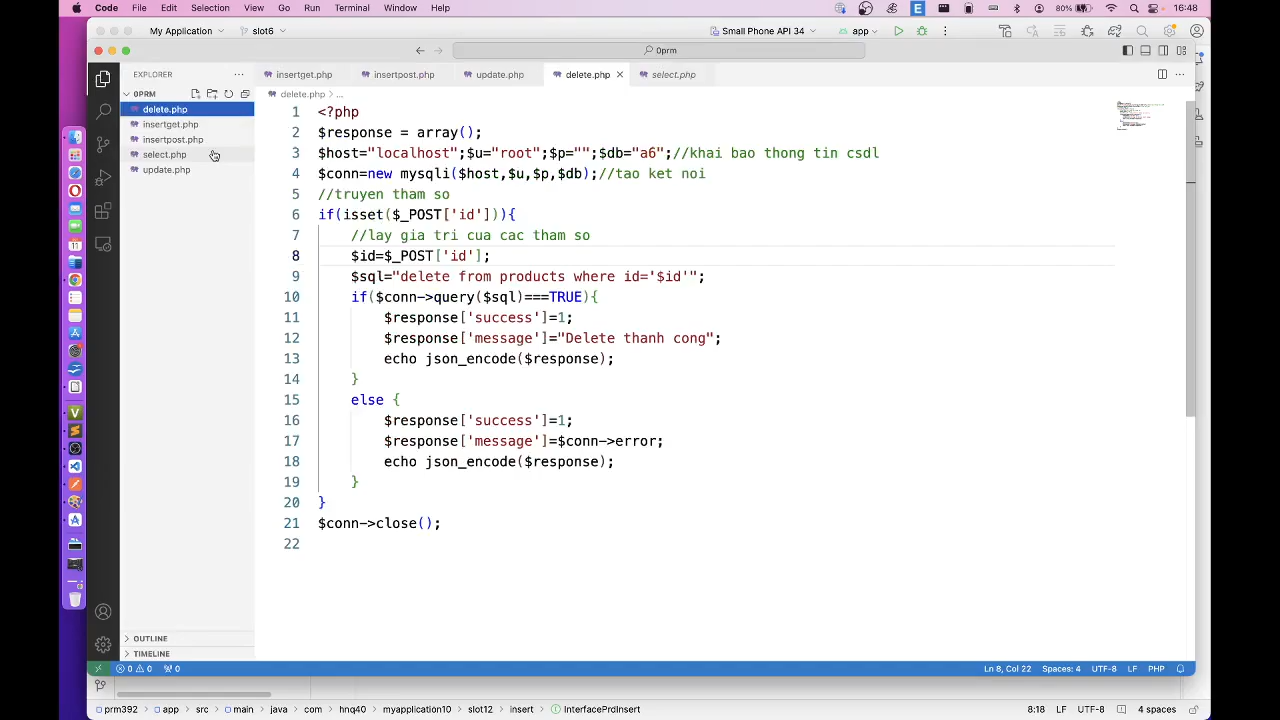 Code File Edit Selection View Go Run Terminal Window Help E 80% 16:48
My Application slot6 Small Phone API 34 app
0prm
EXPLORER
insertget.php insertpost.php update.php delete.php select.php
0PRM
delete.php > ...
delete.php
insertget.php
insertpost.php
select.php
update.php
1 <?php
2 $response = array();
3 $host="localhost";$u="root";$p="";$db="a6";//khai bao thong tin csdl
4 $conn=new mysqli($host,$u,$p,$db);//tao ket noi
5 //truyen tham so
6 if(isset($_POST['id'])){
7 //lay gia tri cua cac tham so
8 $id=$_POST['id'];
9 $sql="delete from products where id='$id'";
10 if($conn->query($sql)===TRUE){
11 $response['success']=1;
12 $response['message']="Delete thanh cong";
13 echo json_encode($response);
14 }
15 else {
16 $response['success']=1;
17 $response['message']=$conn->error;
18 echo json_encode($response);
19 }
20 }
21 $conn->close();
22
OUTLINE
TIMELINE
0 0 0 Ln 8, Col 22 Spaces: 4 UTF-8 LF PHP
prm392 > app > src > main > java > com > hnq40 > myapplication10 > slot12 > insert > InterfacePrdInsert 8:18 LF UTF-8 4 spaces